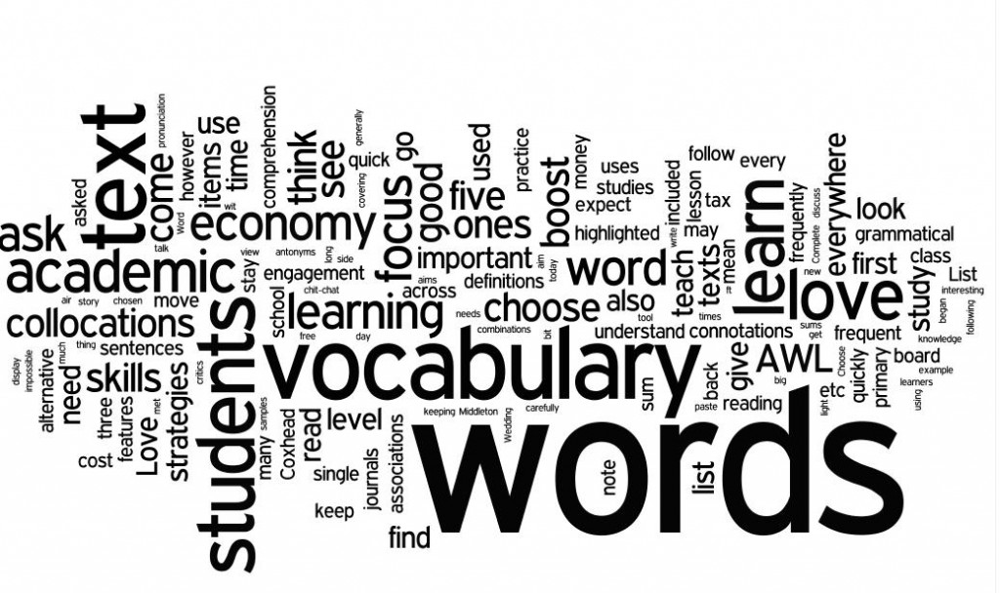 text
pronunciation
asked
come
however
Word
use
items
time
wit
comprehension
think
see
generally
quick
covering
go
used
practice
money
uses
studies
expect
follow
every
everywhere
look
grammatical
ask
talk
economy
focus
good
five
ones
boost
highlighted
write
included
lesson
tax
may
learn
frequently
discuss
Complete
academic
view
stay
antonyms
long
side
engagement
important
aims
across
definitions
aim
today
word
teach
texts
mean
It
new
first
class
List
interesting
air
story
chosen
move
school
chit-chat
learning
needs
choose
also
tool
times
love
study
began
following
collocations
students
free
day
combinations
bit
understand
connotations
sums
get
frequent
knowledge
display
impossible
much
thing
sentences
critics
vocabulary
sum
back
give
AWL
Choose
quickly
primary
board
example
alternative
need
skills
strategies
big
etc
light
learners
using
three
features
Love
met
samples
many
Coxhead
read
level
keeping
Middleton
Wedding
carefully
paste
reading
cost
single
journals
associations
words
note
list
keep
find